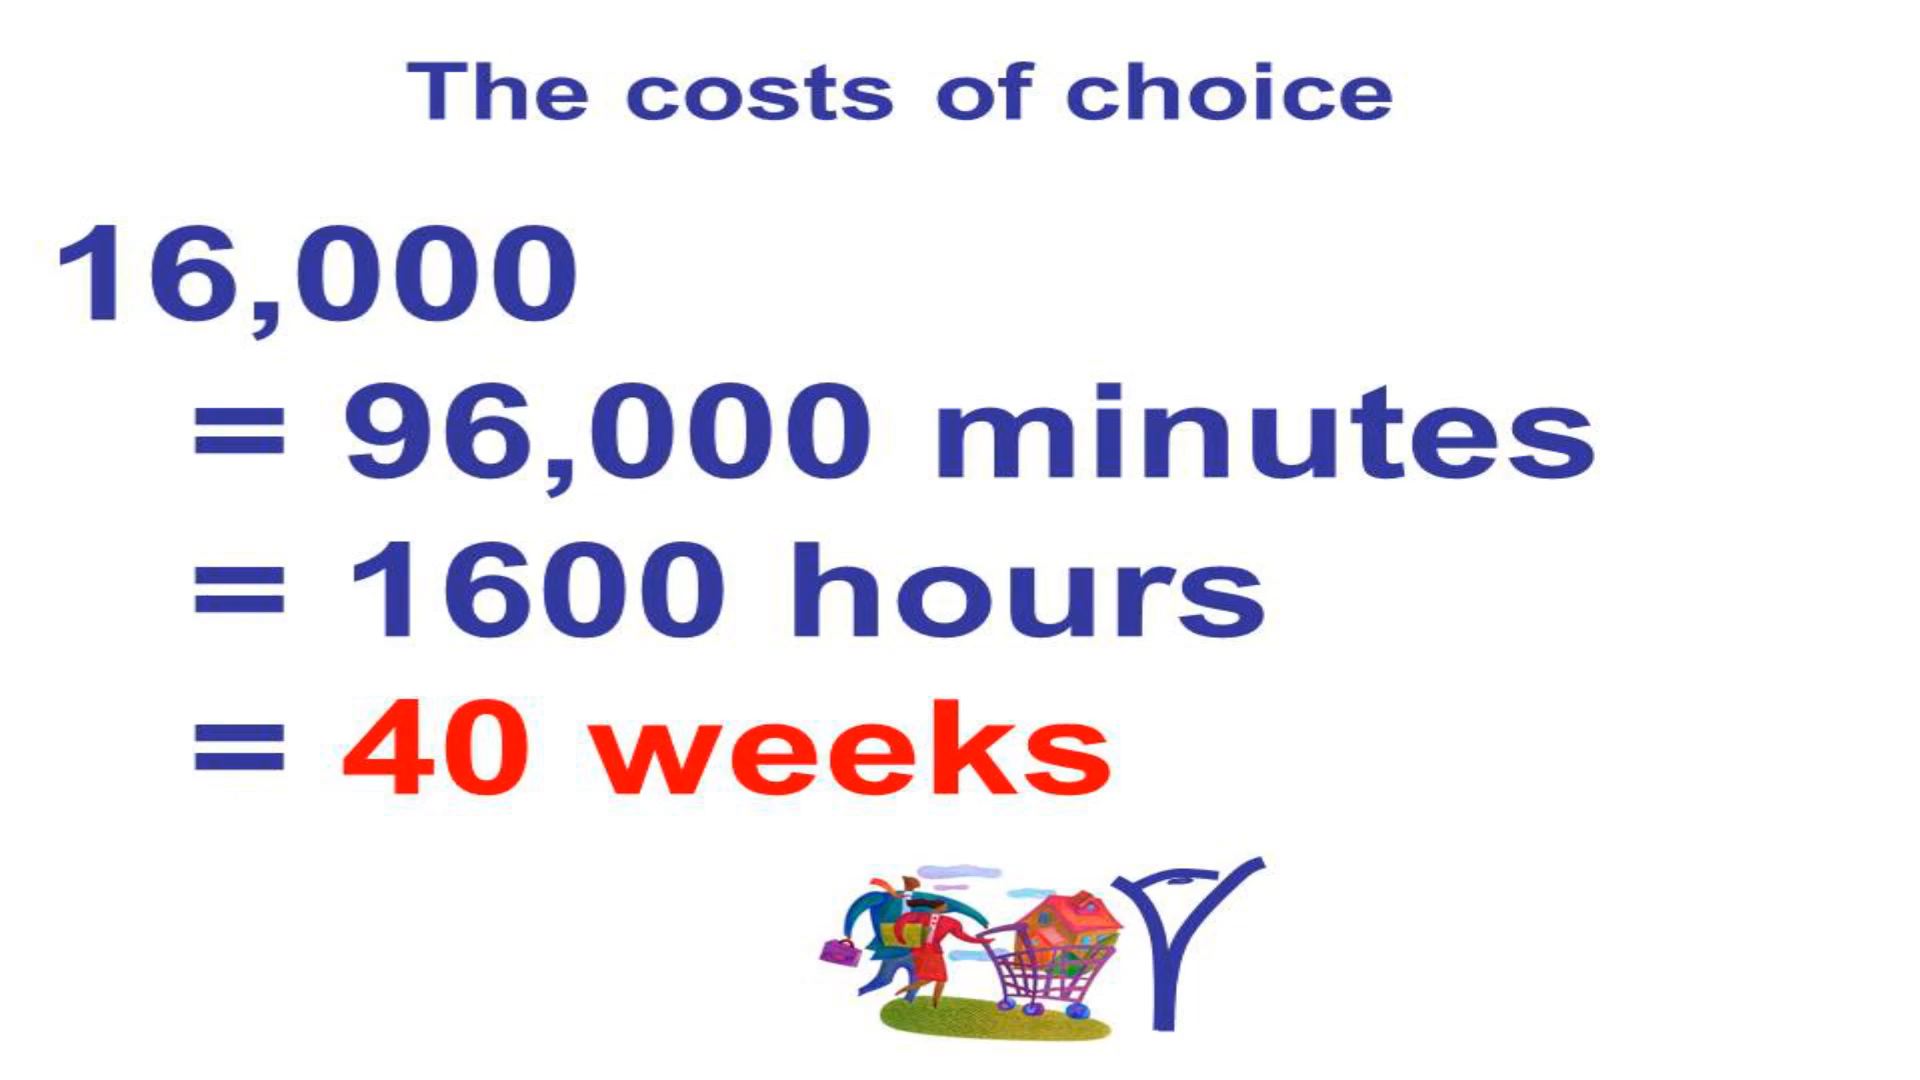 The costs of choice
16,000
= 96,000 minutes
= 1600 hours
= 40 weeks